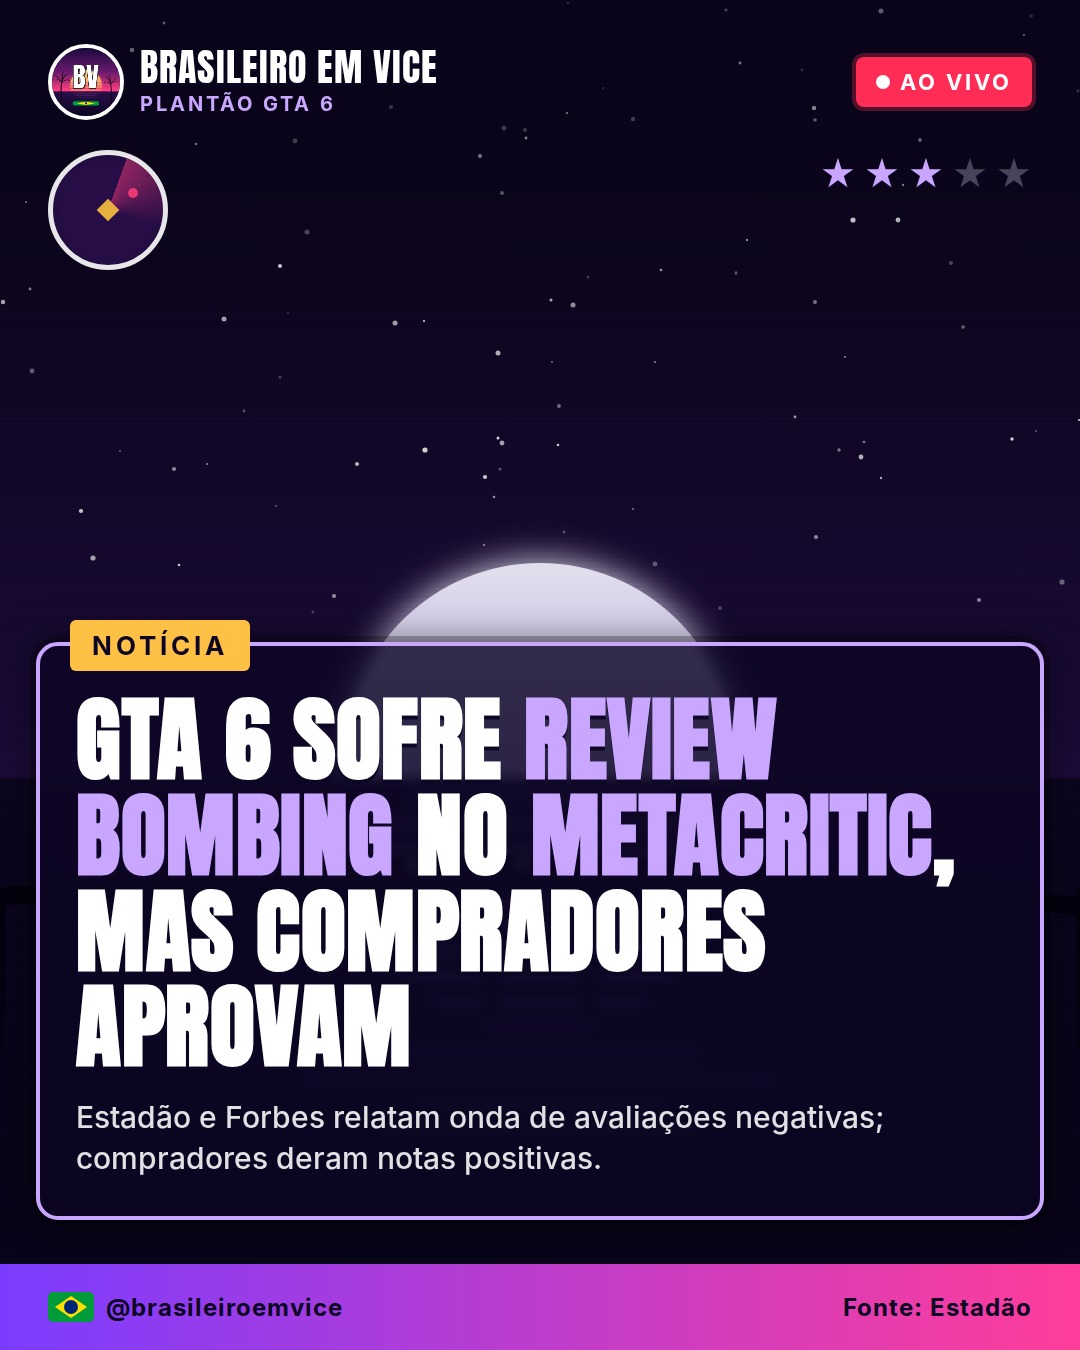 BV
BRASILEIRO EM VICE
PLANTÃO GTA 6
AO VIVO
NOTÍCIA
GTA 6 SOFRE REVIEW
BOMBING NO METACRITIC,
MAS COMPRADORES
APROVAM
Estadão e Forbes relatam onda de avaliações negativas;
compradores deram notas positivas.
@brasileiroemvice
Fonte: Estadão